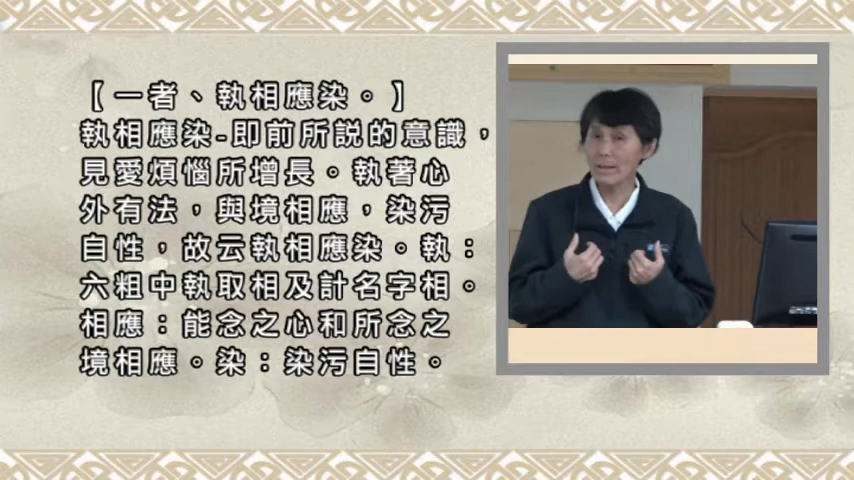 【一者、執相應染。】
執相應染-即前所説的意識，
見愛煩惱所增長。執著心
外有法，與境相應，染污
自性，故云執相應染。執：
六粗中執取相及計名字相。
相應：能念之心和所念之
境相應。染：染污自性。